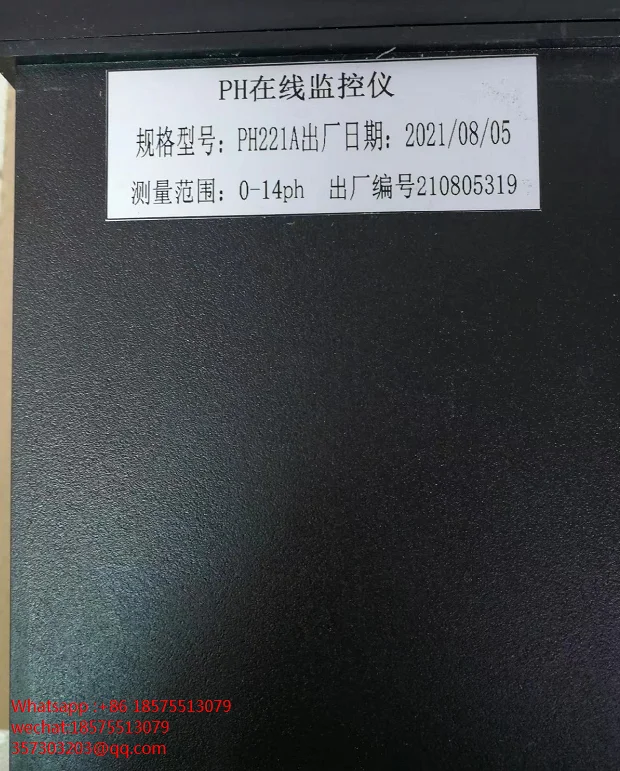 PH在线监控仪
规格型号: PH221A出厂日期: 2021/08/05
测量范围: 0-14ph 出厂编号210805319
Whatsapp :+86 18575513079
wechat:18575513079
357303203@qq.com